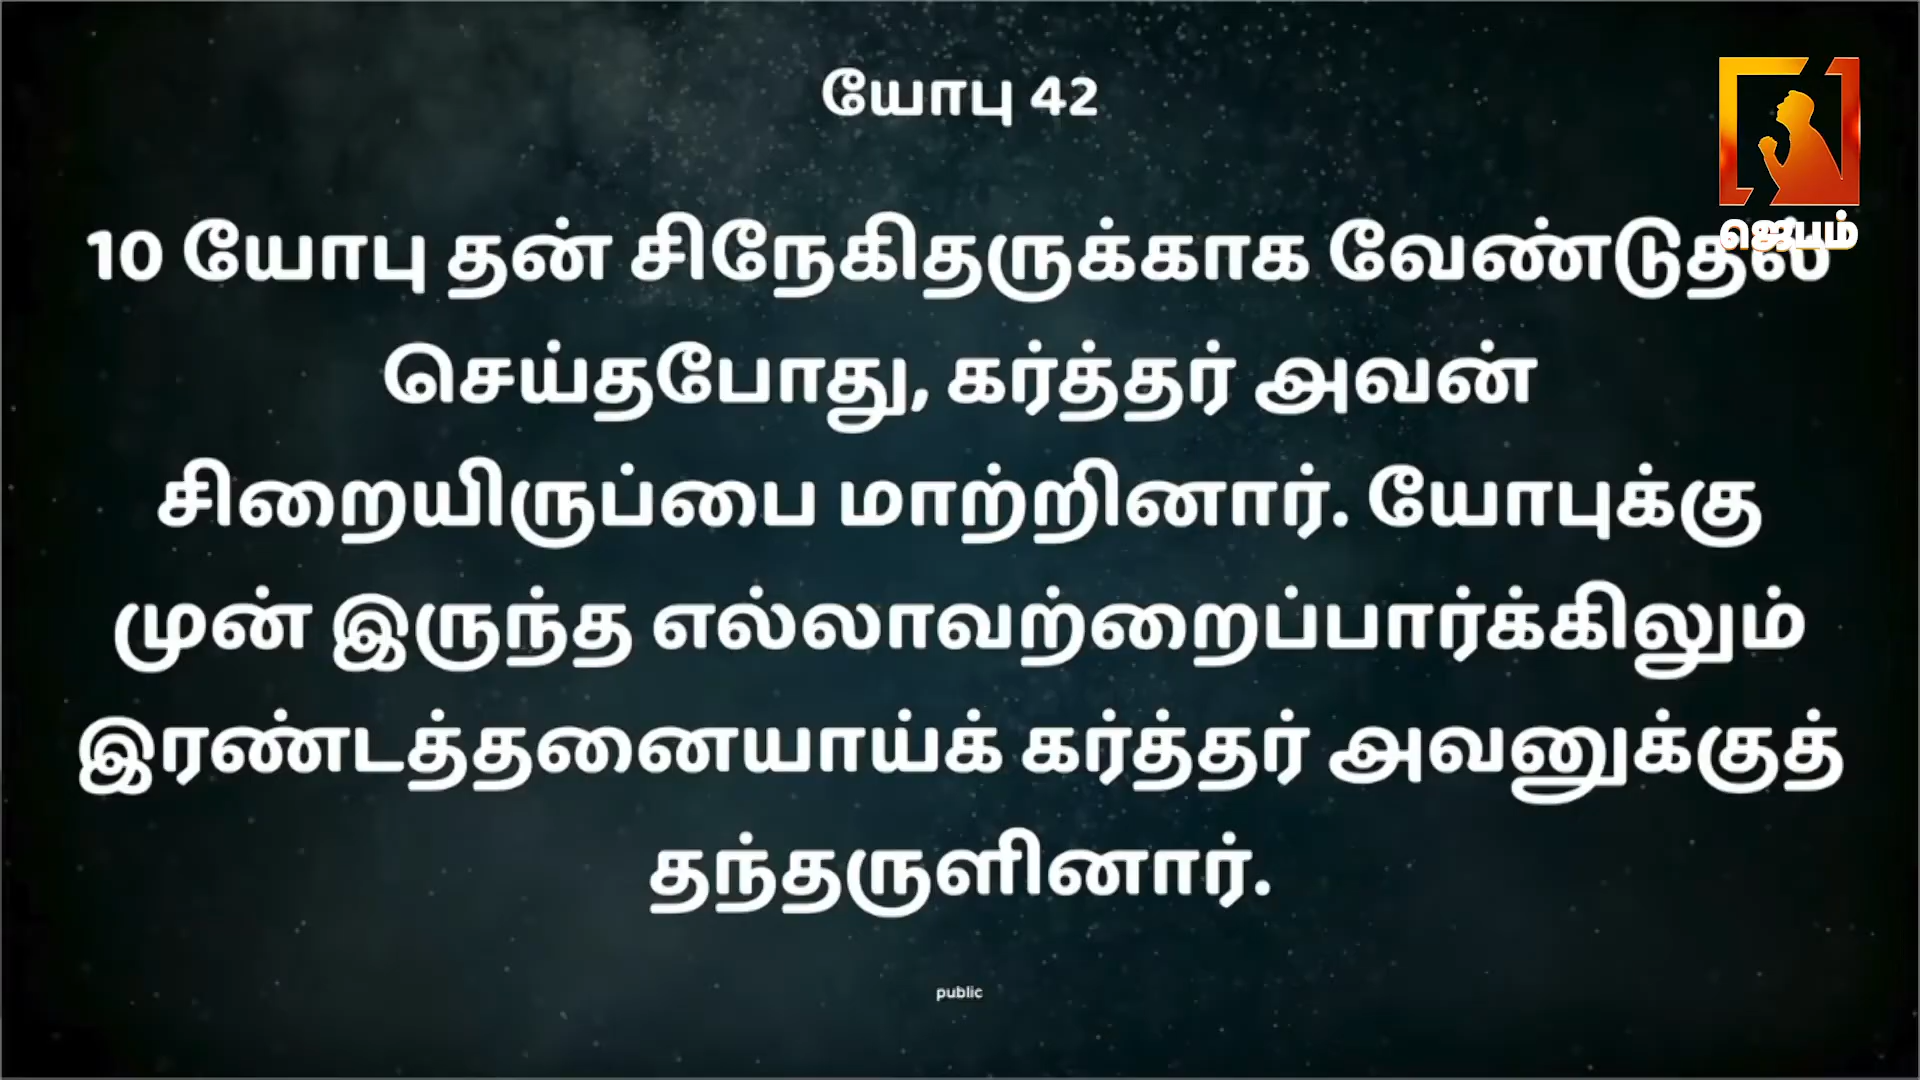 யோபு 42
ஜெபம்
10 யோபு தன் சிநேகிதருக்காக வேண்டுதல்
செய்தபோது, கர்த்தர் அவன்
சிறையிருப்பை மாற்றினார். யோபுக்கு
முன் இருந்த எல்லாவற்றைப்பார்க்கிலும்
இரண்டத்தனையாய்க் கர்த்தர் அவனுக்குத்
தந்தருளினார்.
public